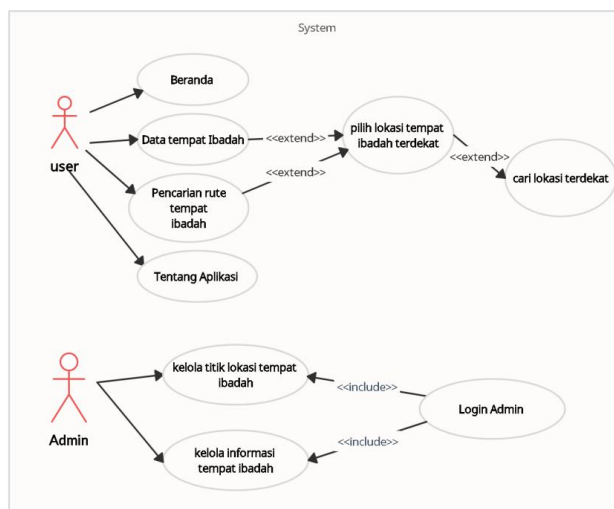 System
Beranda
user
Data tempat Ibadah
<<extend>>
pilih lokasi tempat
ibadah terdekat
<<extend>>
cari lokasi terdekat
Pencarian rute
tempat
ibadah
<<extend>>
Tentang Aplikasi
Admin
kelola titik lokasi tempat
ibadah
<<include>>
Login Admin
<<include>>
kelola informasi
tempat ibadah